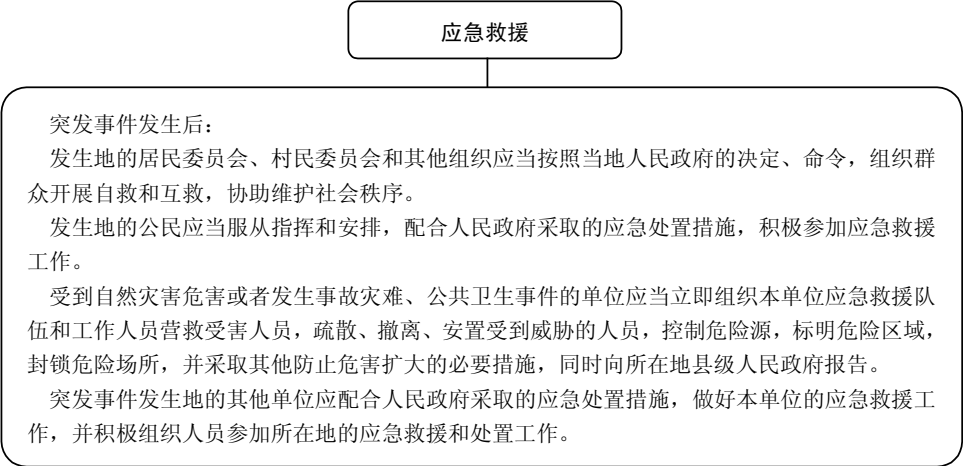 应急救援
突发事件发生后：
发生地的居民委员会、村民委员会和其他组织应当按照当地人民政府的决定、命令，组织群
众开展自救和互救，协助维护社会秩序。
发生地的公民应当服从指挥和安排，配合人民政府采取的应急处置措施，积极参加应急救援
工作。
受到自然灾害危害或者发生事故灾难、公共卫生事件的单位应当立即组织本单位应急救援队
伍和工作人员营救受害人员，疏散、撤离、安置受到威胁的人员，控制危险源，标明危险区域，
封锁危险场所，并采取其他防止危害扩大的必要措施，同时向所在地县级人民政府报告。
突发事件发生地的其他单位应配合人民政府采取的应急处置措施，做好本单位的应急救援工
作，并积极组织人员参加所在地的应急救援和处置工作。